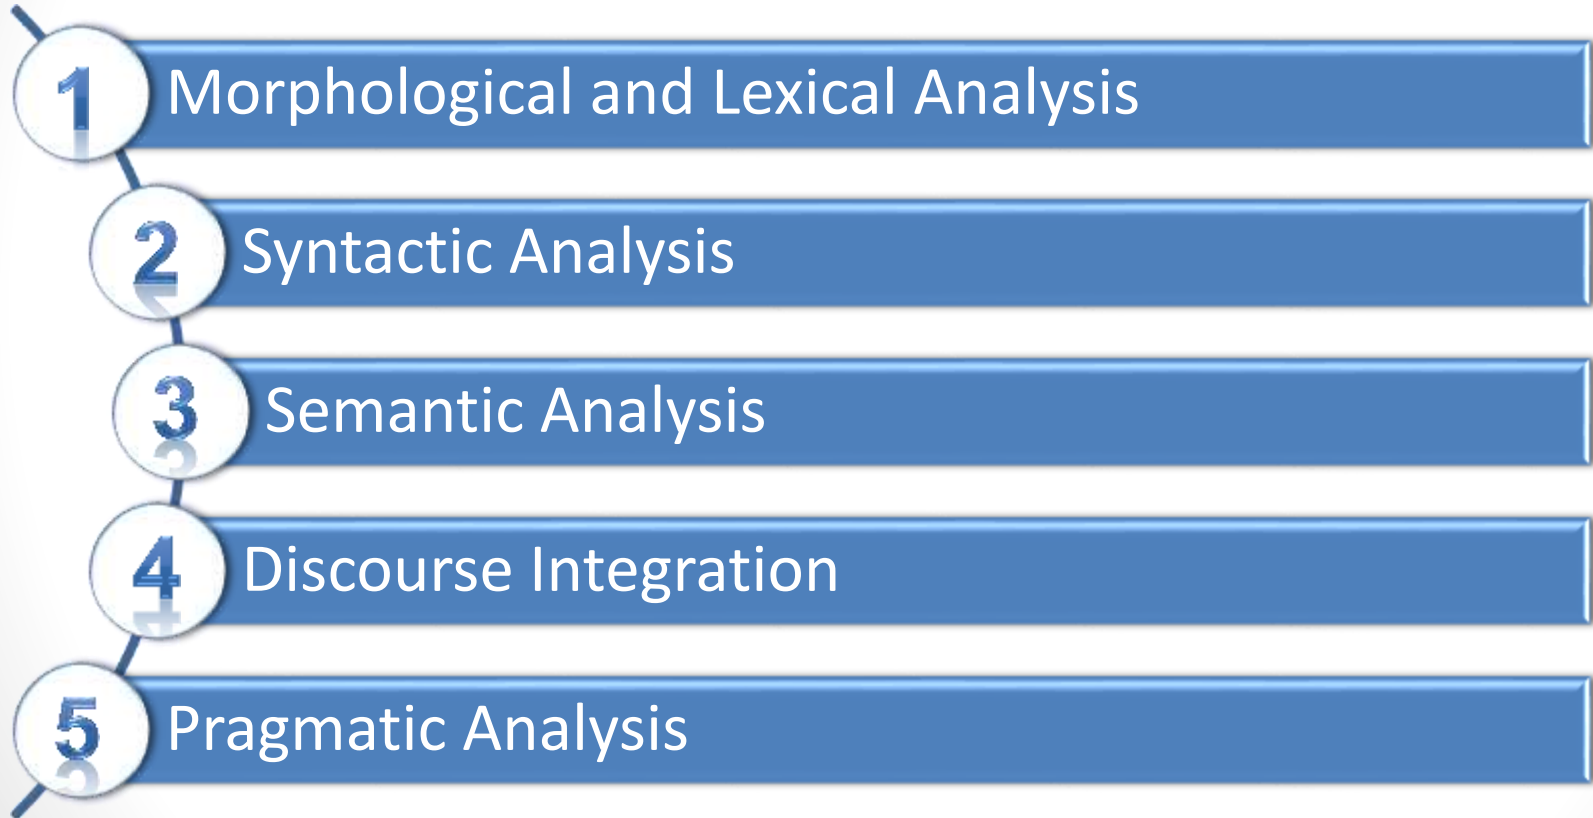 1 Morphological and Lexical Analysis
2 Syntactic Analysis
3 Semantic Analysis
4 Discourse Integration
5 Pragmatic Analysis